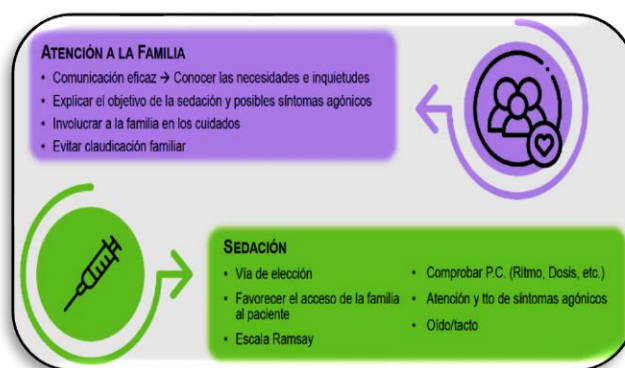 ATENCIÓN A LA FAMILIA
• Comunicación eficaz → Conocer las necesidades e inquietudes
• Explicar el objetivo de la sedación y posibles síntomas agónicos
• Involucrar a la familia en los cuidados
• Evitar claudicación familiar
SEDACIÓN
• Vía de elección
• Favorecer el acceso de la familia
al paciente
• Escala Ramsay
• Comprobar P.C. (Ritmo, Dosis, etc.)
• Atención y tto de síntomas agónicos
• Oído/tacto